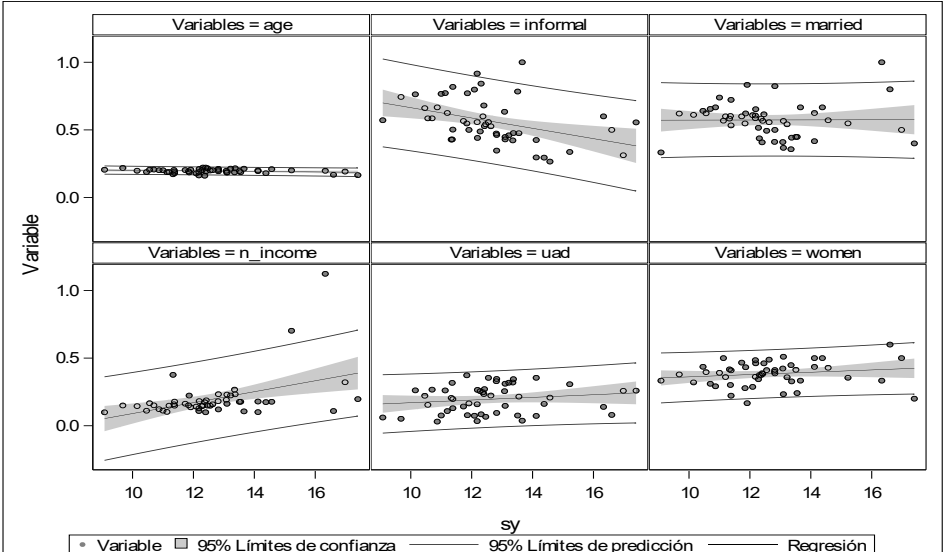 Variables = age Variables = informal Variables = married
1.0
0.5
0.0
Variable
Variables = n_income Variables = uad Variables = women
1.0
0.5
0.0
10 12 14 16 10 12 14 16 10 12 14 16
sy
Variable 95% Límites de confianza 95% Límites de predicción Regresión